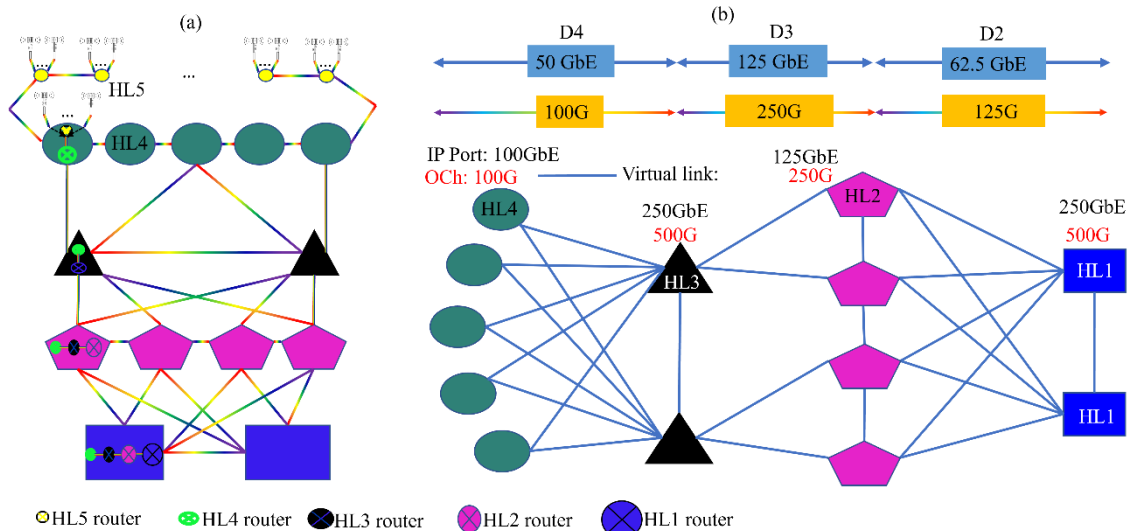 (a)
HL5
...
HL4
HL5 router
HL4 router
HL3 router
HL2 router
HL1 router
(b)
D4
D3
D2
50 GbE
125 GbE
62.5 GbE
100G
250G
125G
IP Port: 100GbE
OCh: 100G
Virtual link:
HL4
250GbE
500G
HL3
125GbE
250G
HL2
250GbE
500G
HL1
HL1